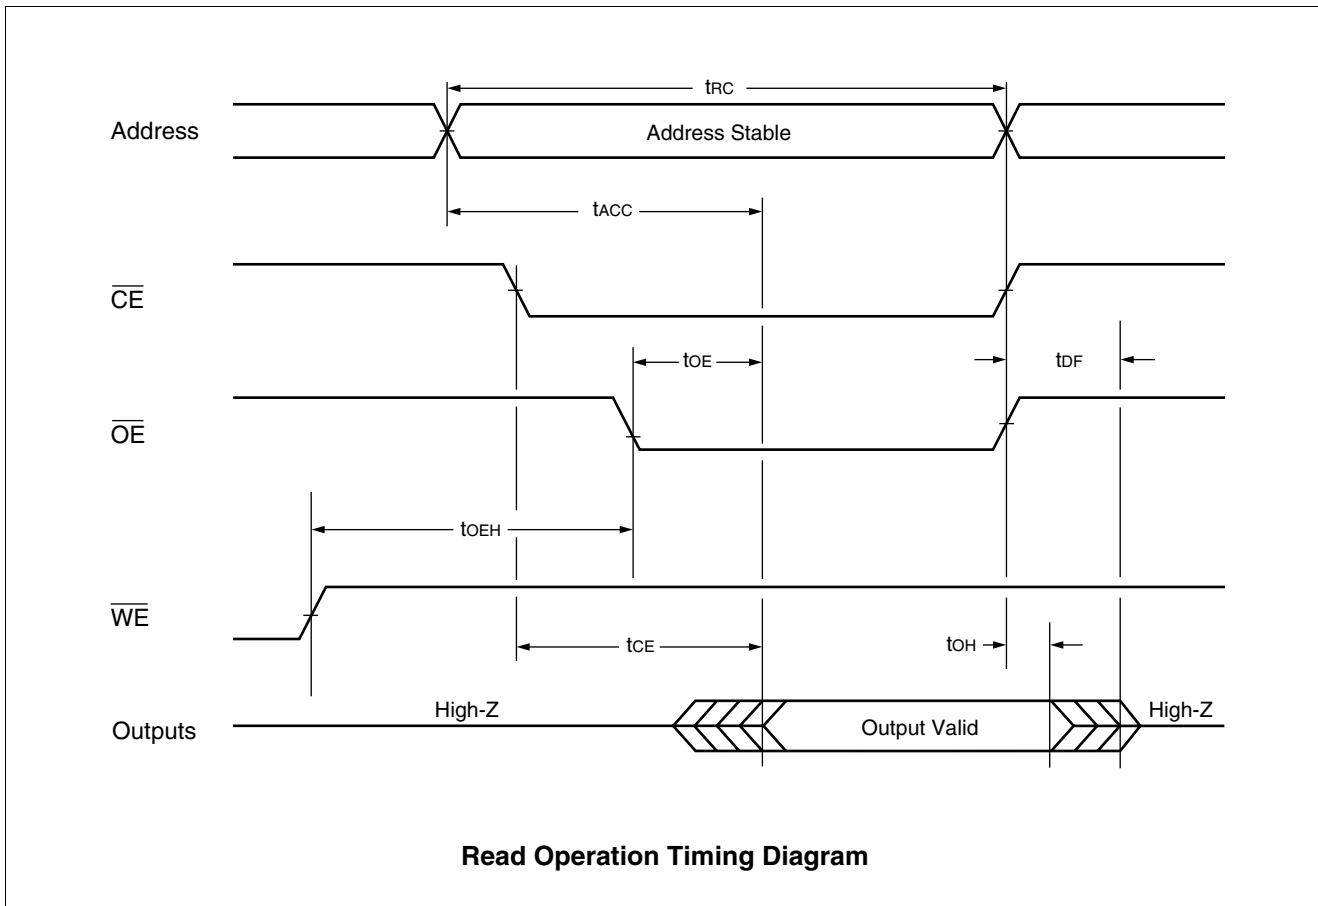 tRC
Address
Address Stable
tACC
CE
tOE
tDF
OE
tOEH
WE
tCE
tOH
High-Z
High-Z
Outputs
Output Valid
Read Operation Timing Diagram